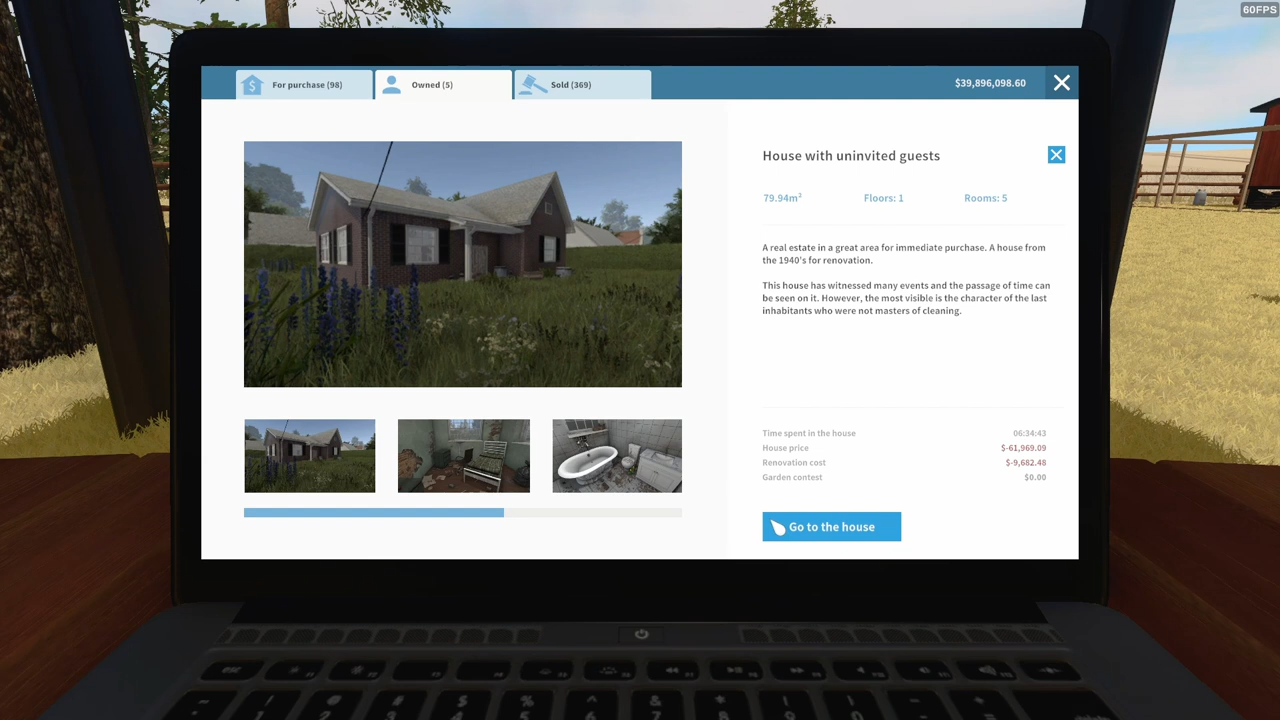 60FPS
For purchase (98)
Owned (5)
Sold (369)
$39,896,098.60
House with uninvited guests
79.94m²
Floors: 1
Rooms: 5
A real estate in a great area for immediate purchase. A house from
the 1940's for renovation.
This house has witnessed many events and the passage of time can
be seen on it. However, the most visible is the character of the last
inhabitants who were not masters of cleaning.
Time spent in the house 06:34:43
House price $-61,969.09
Renovation cost $-9,682.48
Garden contest $0.00
Go to the house